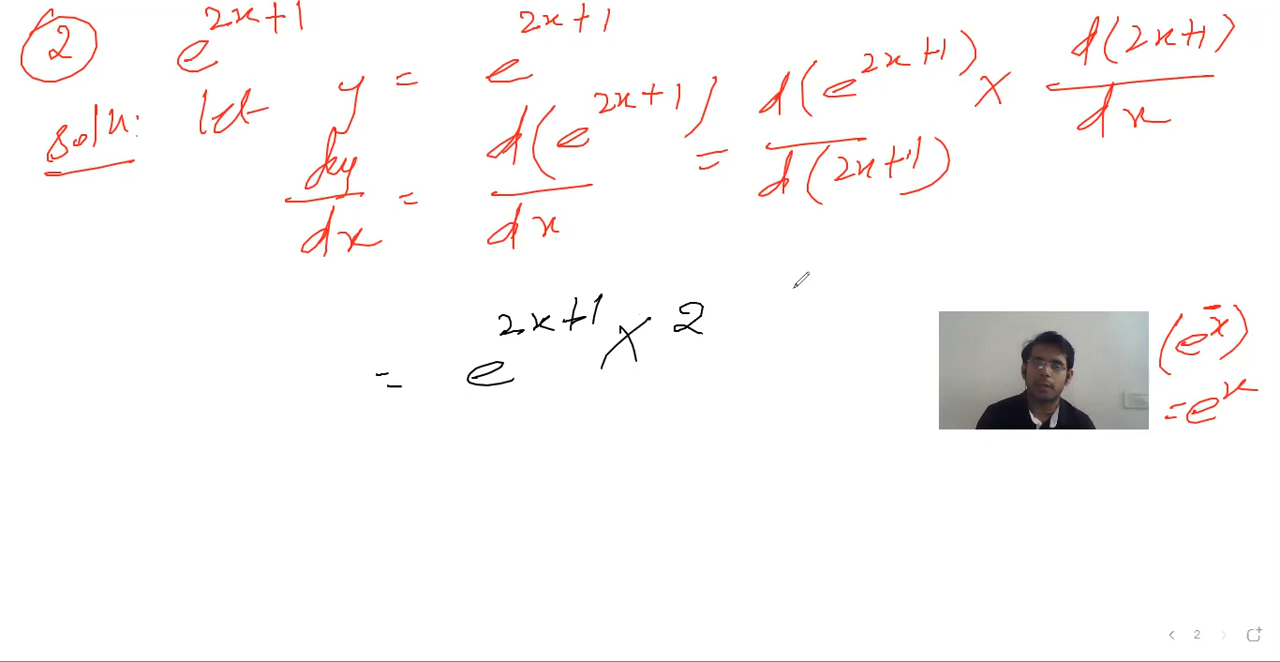 ② e^{2x+1}
soln: let y = e^{2x+1}
dy/dx = d(e^{2x+1})/dx = d(e^{2x+1})/d(2x+1) × d(2x+1)/dx
= e^{2x+1} × 2
(e^{x̄})
= e^x
2